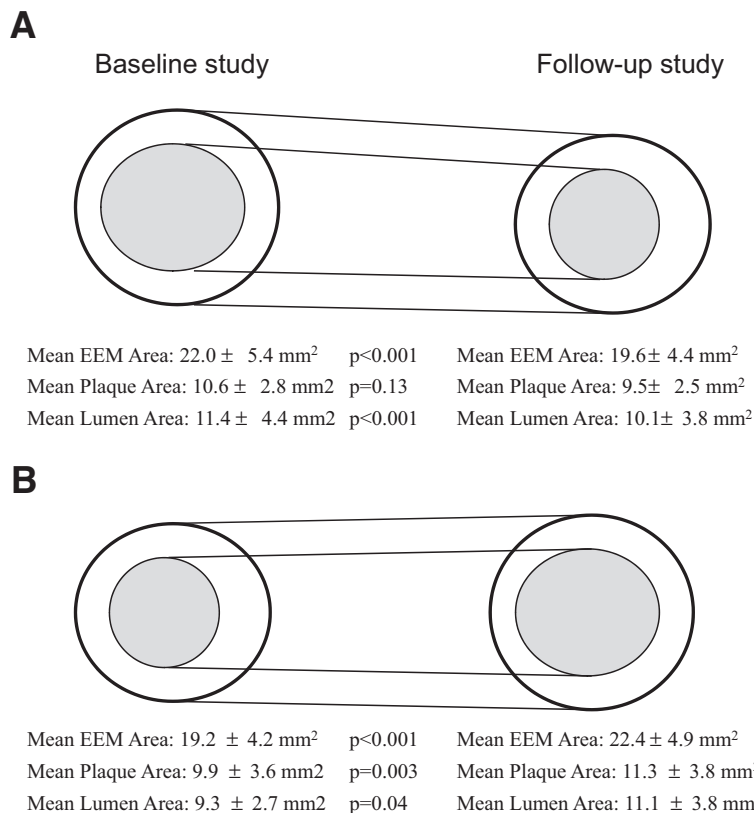 A
Baseline study Follow-up study
Mean EEM Area: 22.0 ± 5.4 mm² p<0.001 Mean EEM Area: 19.6± 4.4 mm²
Mean Plaque Area: 10.6 ± 2.8 mm2 p=0.13 Mean Plaque Area: 9.5± 2.5 mm²
Mean Lumen Area: 11.4 ± 4.4 mm2 p<0.001 Mean Lumen Area: 10.1± 3.8 mm²
B
Mean EEM Area: 19.2 ± 4.2 mm² p<0.001 Mean EEM Area: 22.4 ± 4.9 mm²
Mean Plaque Area: 9.9 ± 3.6 mm2 p=0.003 Mean Plaque Area: 11.3 ± 3.8 mm
Mean Lumen Area: 9.3 ± 2.7 mm2 p=0.04 Mean Lumen Area: 11.1 ± 3.8 mm